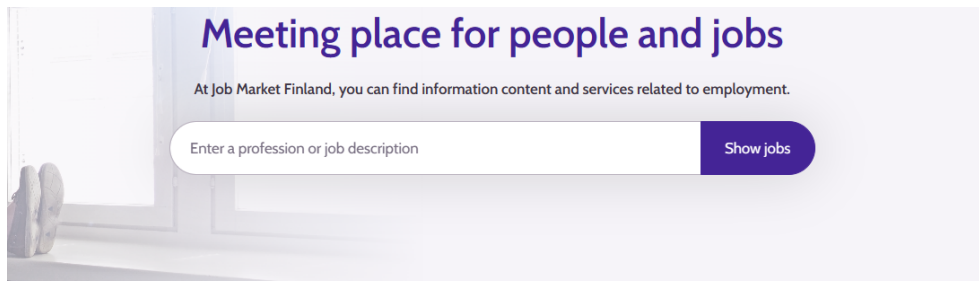 Meeting place for people and jobs
At Job Market Finland, you can find information content and services related to employment.
Enter a profession or job description
Show jobs